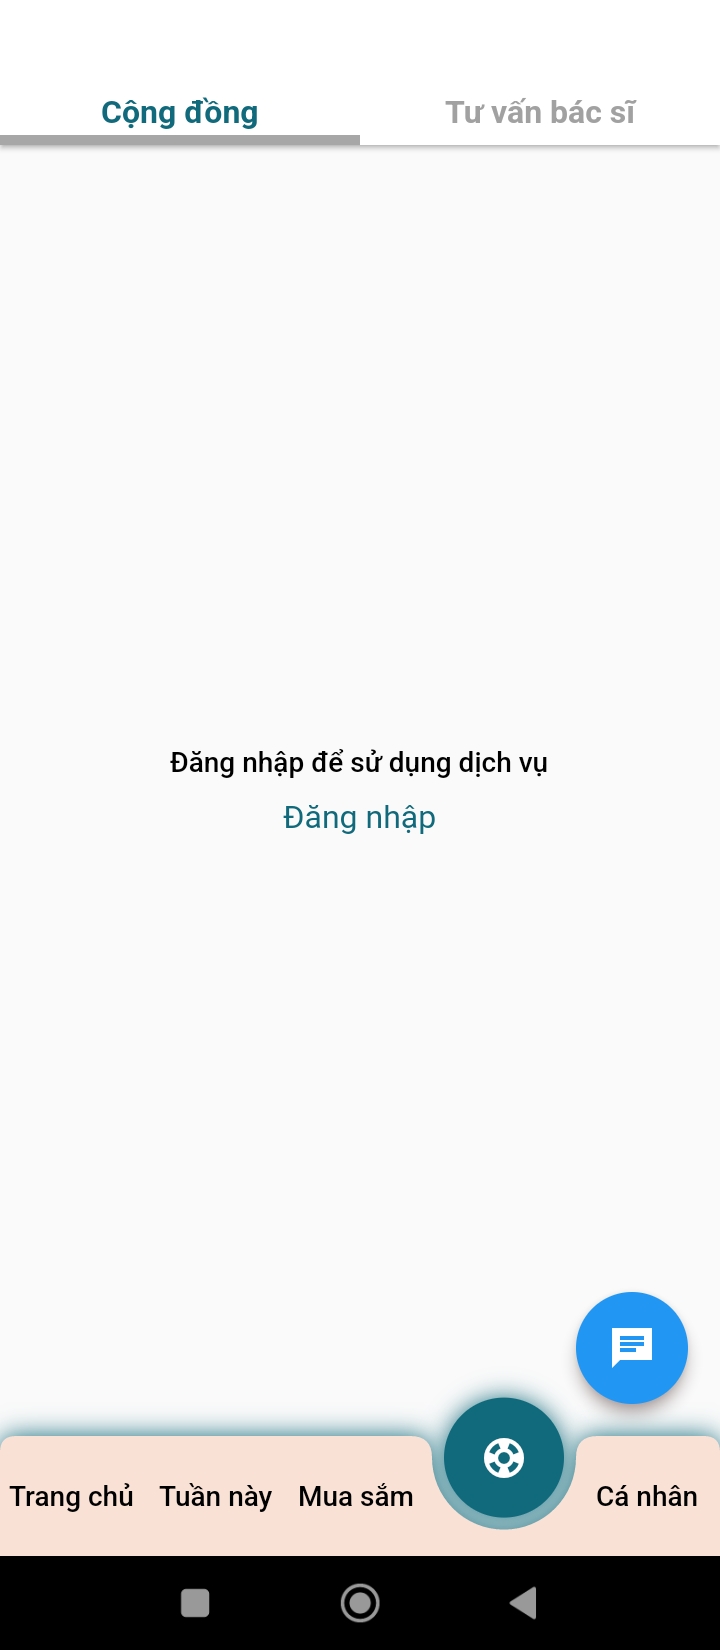 Cộng đồng
Tư vấn bác sĩ
Đăng nhập để sử dụng dịch vụ
Đăng nhập
Trang chủ
Tuần này
Mua sắm
Cá nhân